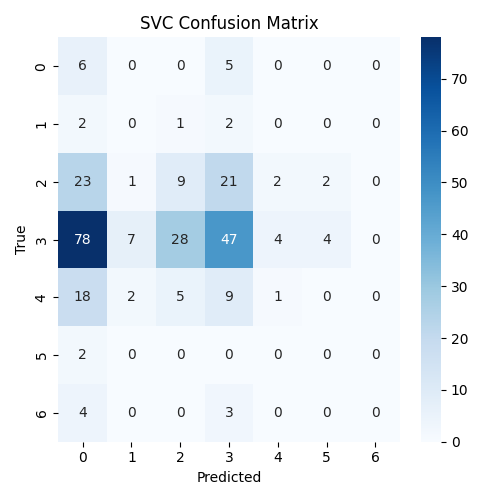 SVC Confusion Matrix
True
0 6 0 0 5 0 0 0
1 2 0 1 2 0 0 0
2 23 1 9 21 2 2 0
3 78 7 28 47 4 4 0
4 18 2 5 9 1 0 0
5 2 0 0 0 0 0 0
6 4 0 0 3 0 0 0
0 1 2 3 4 5 6
Predicted
70
60
50
40
30
20
10
0